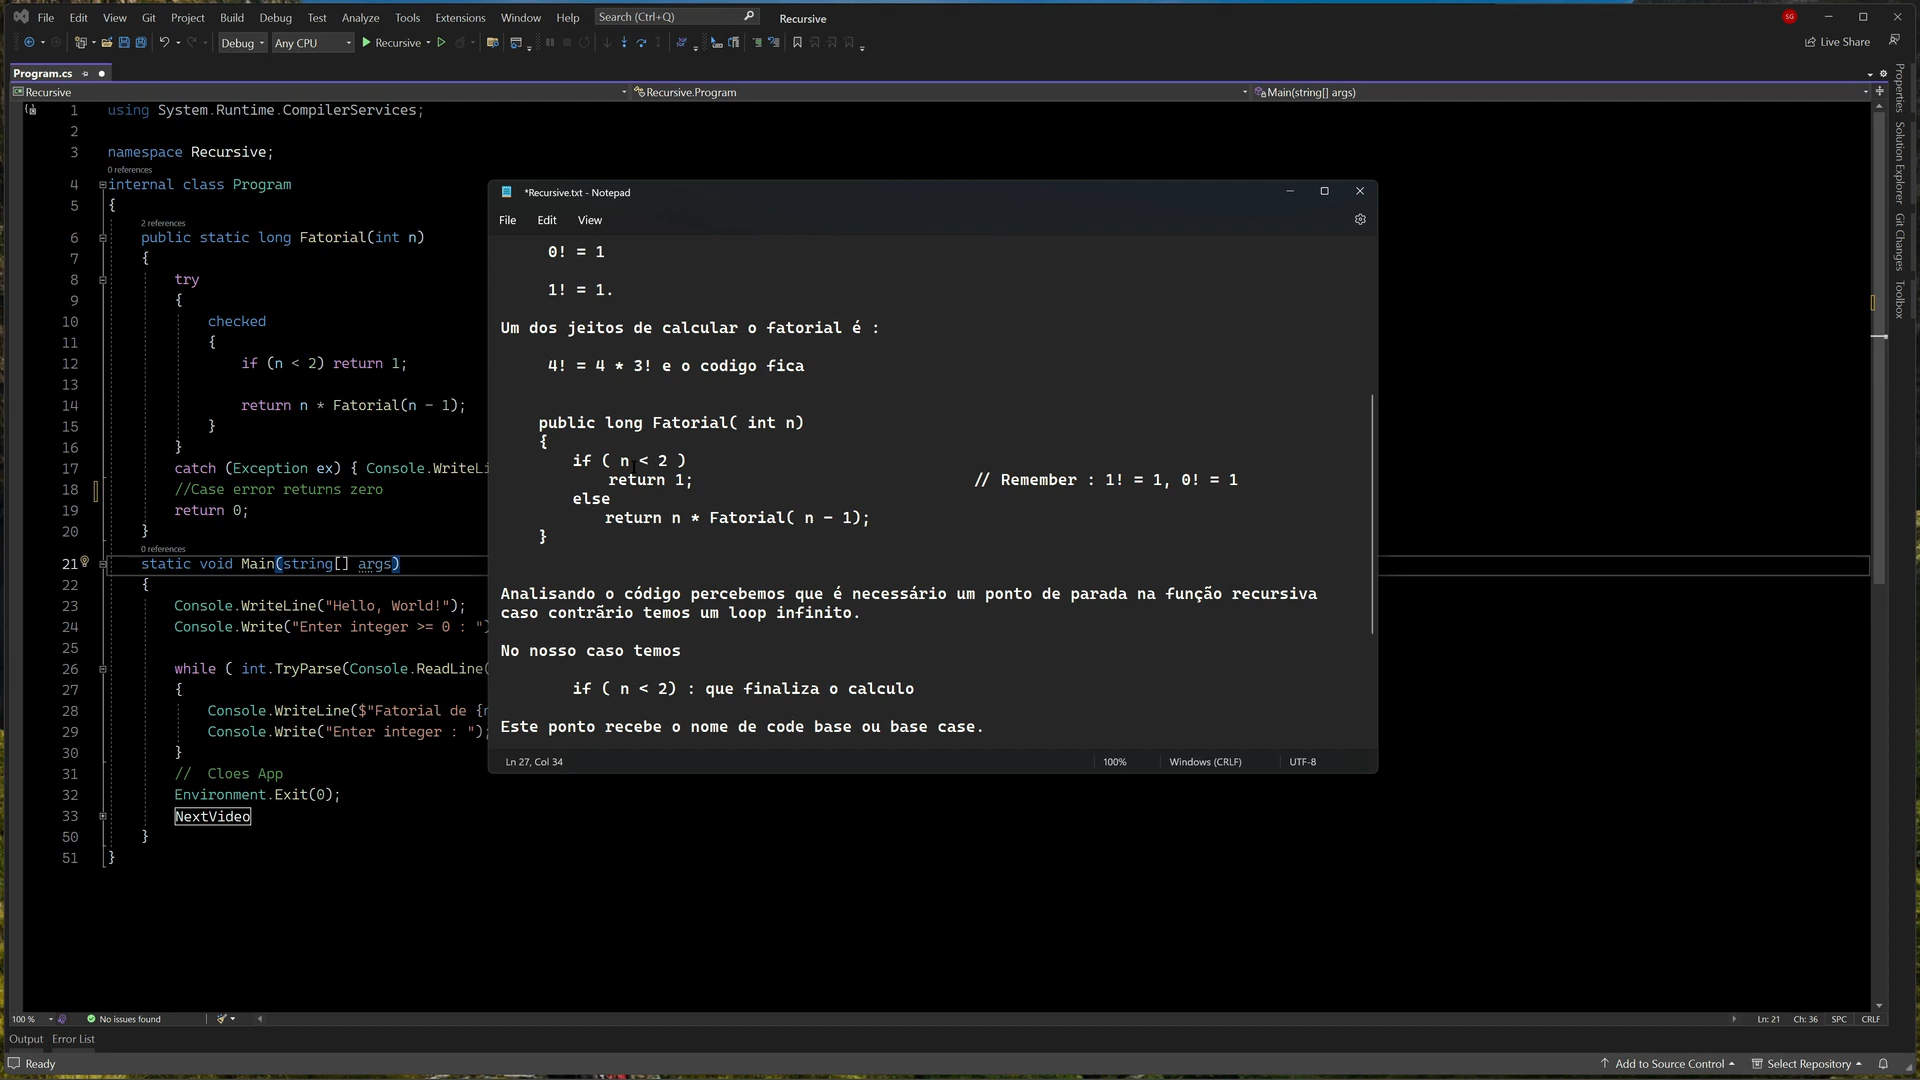 File Edit View Git Project Build Debug Test Analyze Tools Extensions Window Help Search (Ctrl+Q) Recursive SG
Debug Any CPU Recursive Live Share
Program.cs
Recursive Recursive.Program Main(string[] args)
1 using System.Runtime.CompilerServices;
2
3 namespace Recursive;
0 references
4 internal class Program
5 {
2 references
6 public static long Fatorial(int n)
7 {
8 try
9 {
10 checked
11 {
12 if (n < 2) return 1;
13
14 return n * Fatorial(n - 1);
15 }
16 }
17 catch (Exception ex) { Console.WriteLi
18 //Case error returns zero
19 return 0;
20 }
0 references
21 static void Main(string[] args)
22 {
23 Console.WriteLine("Hello, World!");
24 Console.Write("Enter integer >= 0 : ")
25
26 while ( int.TryParse(Console.ReadLine(
27 {
28 Console.WriteLine($"Fatorial de {n
29 Console.Write("Enter integer : ");
30 }
31 // Cloes App
32 Environment.Exit(0);
33 NextVideo
50 }
51 }
*Recursive.txt - Notepad
File Edit View
0! = 1
1! = 1.
Um dos jeitos de calcular o fatorial é :
4! = 4 * 3! e o codigo fica
public long Fatorial( int n)
{
if ( n < 2 )
return 1; // Remember : 1! = 1, 0! = 1
else
return n * Fatorial( n - 1);
}
Analisando o código percebemos que é necessário um ponto de parada na função recursiva
caso contrãrio temos um loop infinito.
No nosso caso temos
if ( n < 2) : que finaliza o calculo
Este ponto recebe o nome de code base ou base case.
Ln 27, Col 34 100% Windows (CRLF) UTF-8
Properties
Solution Explorer
Git Changes
Toolbox
100 % No issues found Ln: 21 Ch: 36 SPC CRLF
Output Error List
Ready Add to Source Control Select Repository